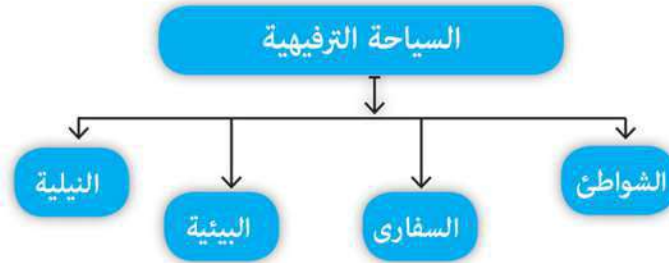 السياحة الترفيهية
الشواطئ
السفارى
البيئية
النيلية